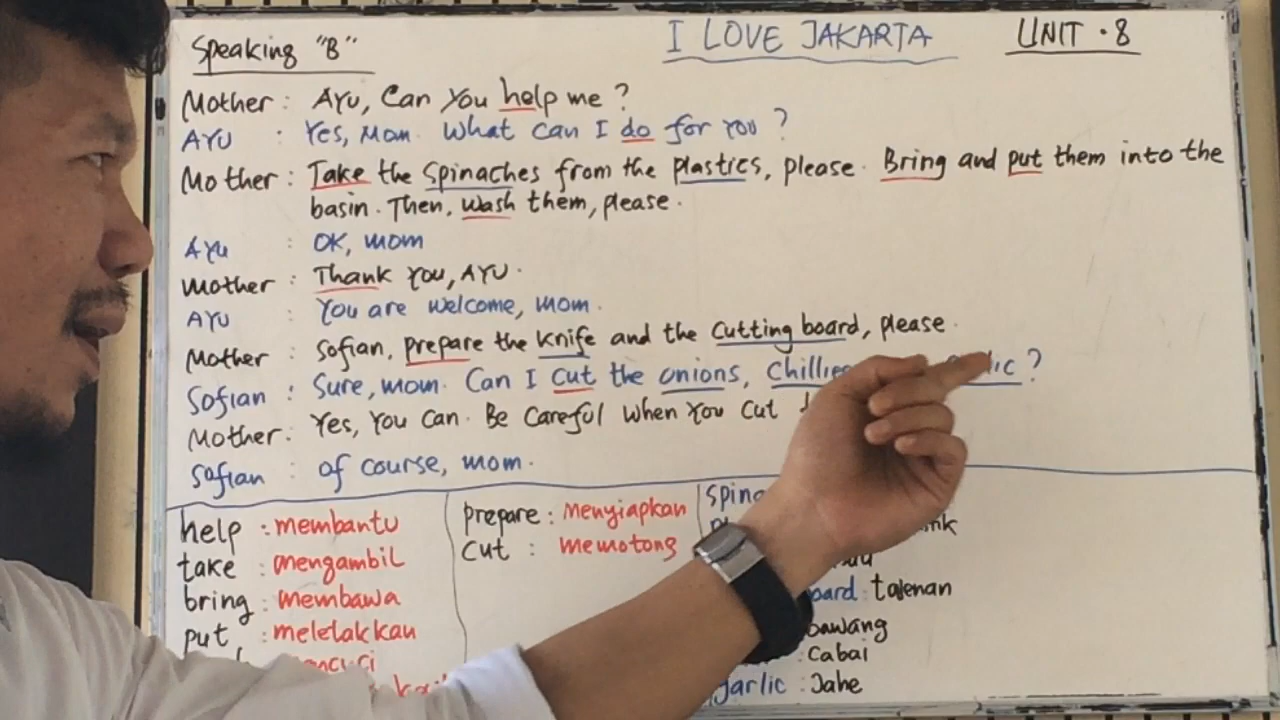 Speaking "B"
I LOVE JAKARTA
UNIT . 8
Mother : AYU, Can You help me ?
AYU : Yes, Mom. What can I do for You ?
Mother : Take the Spinaches from the plastics, please. Bring and put them into the
basin. Then, wash them, please.
AYU : OK, mom
Mother : Thank You, AYU.
AYU : You are welcome, mom.
Mother : Sofian, prepare the knife and the Cutting board, please.
Sofian : Sure, mom. Can I cut the onions, Chillies ?
Mother : Yes, You Can. Be Careful when You cut
Sofian : of course, mom.
help : membantu
take : mengambil
bring : membawa
put : meletakkan
prepare : Menyiapkan
Cut : Memotong
talenan
bawang
: Cabai
garlic : Jahe